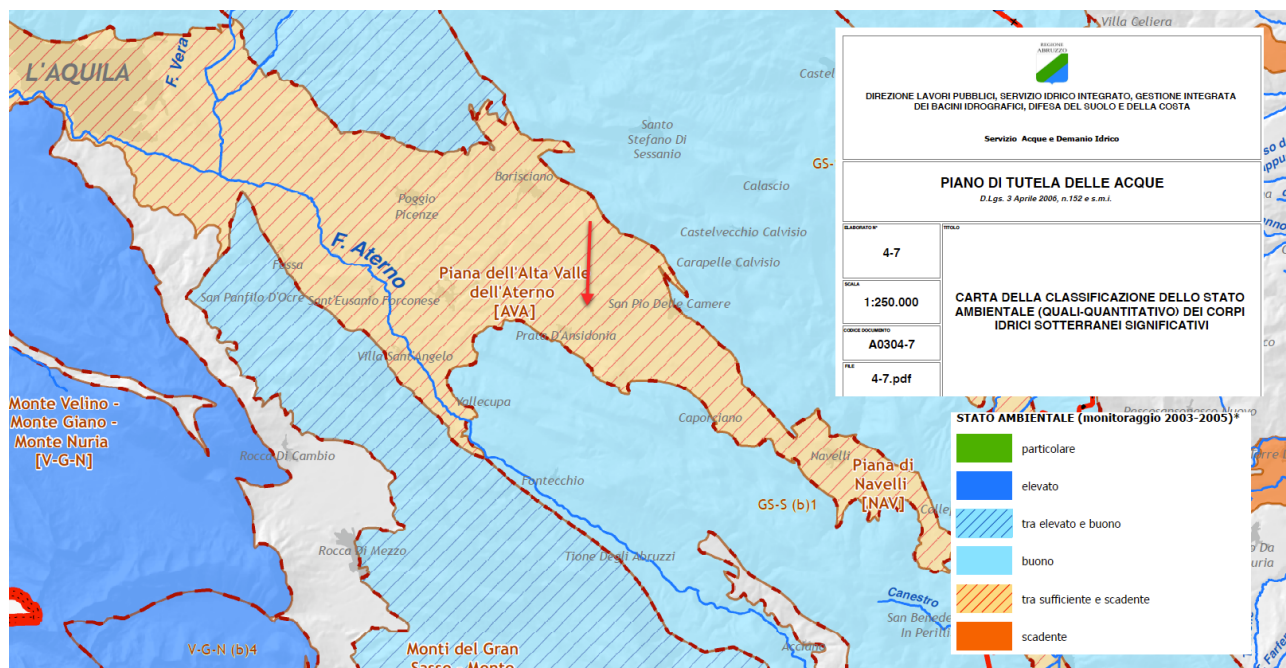 Villa Celiera
L'AQUILA
F. Vera
REGIONE
ABRUZZO
DIREZIONE LAVORI PUBBLICI, SERVIZIO IDRICO INTEGRATO, GESTIONE INTEGRATA
DEI BACINI IDROGRAFICI, DIFESA DEL SUOLO E DELLA COSTA
Servizio Acque e Demanio Idrico
PIANO DI TUTELA DELLE ACQUE
D.Lgs. 3 Aprile 2006, n.152 e s.m.i.
ELABORATO N°
4-7
SCALA
1:250.000
CODICE DOCUMENTO
A0304-7
FILE
4-7.pdf
TITOLO
CARTA DELLA CLASSIFICAZIONE DELLO STATO
AMBIENTALE (QUALI-QUANTITATIVO) DEI CORPI
IDRICI SOTTERRANEI SIGNIFICATIVI
Santo
Stefano Di
Sessanio
GS-
Barisciano
Calascio
Poggio
Picenze
Castelvecchio Calvisio
F. Aterno
Carapelle Calvisio
Fossa
Piana dell'Alta Valle
dell'Aterno
[AVA]
San Panfilo D'Ocre
Sant'Eusanio Forconese
San Pio Delle Camere
Prata D'Ansidonia
Villa Sant'Angelo
Vallecupa
Caporciano
Monte Velino -
Monte Giano -
Monte Nuria
[V-G-N]
Rocca Di Cambio
Navelli
Piana di
Navelli
[NAV]
Fontecchio
GS-S (b)1
Rocca Di Mezzo
Tione Degli Abruzzi
Canestro
San Benede
In Perilli
Acciano
V-G-N (b)4
Monti del Gran
Sasso - Monte
STATO AMBIENTALE (monitoraggio 2003-2005)*
particolare
elevato
tra elevato e buono
buono
tra sufficiente e scadente
scadente